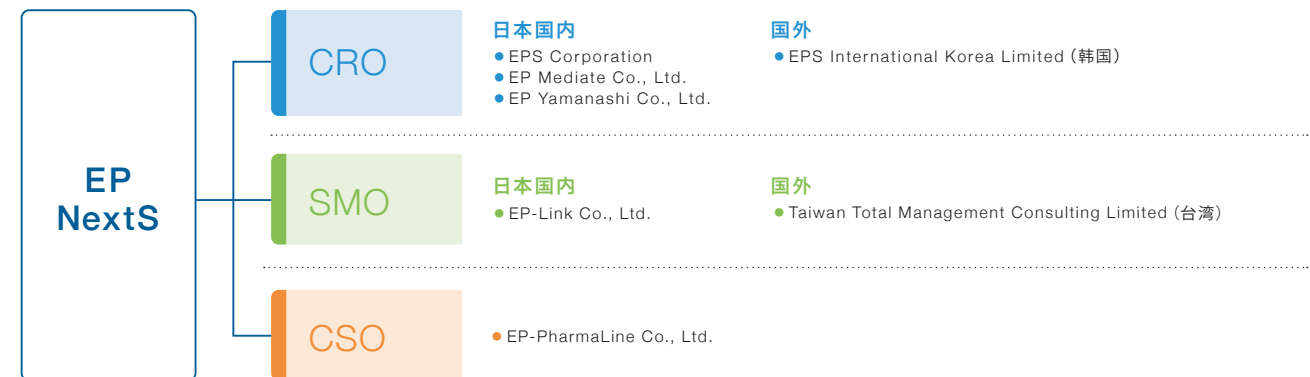 EP
NextS
CRO
日本国内
● EPS Corporation
● EP Mediate Co., Ltd.
● EP Yamanashi Co., Ltd.
国外
● EPS International Korea Limited（韩国）
SMO
日本国内
● EP-Link Co., Ltd.
国外
● Taiwan Total Management Consulting Limited（台湾）
CSO
● EP-PharmaLine Co., Ltd.